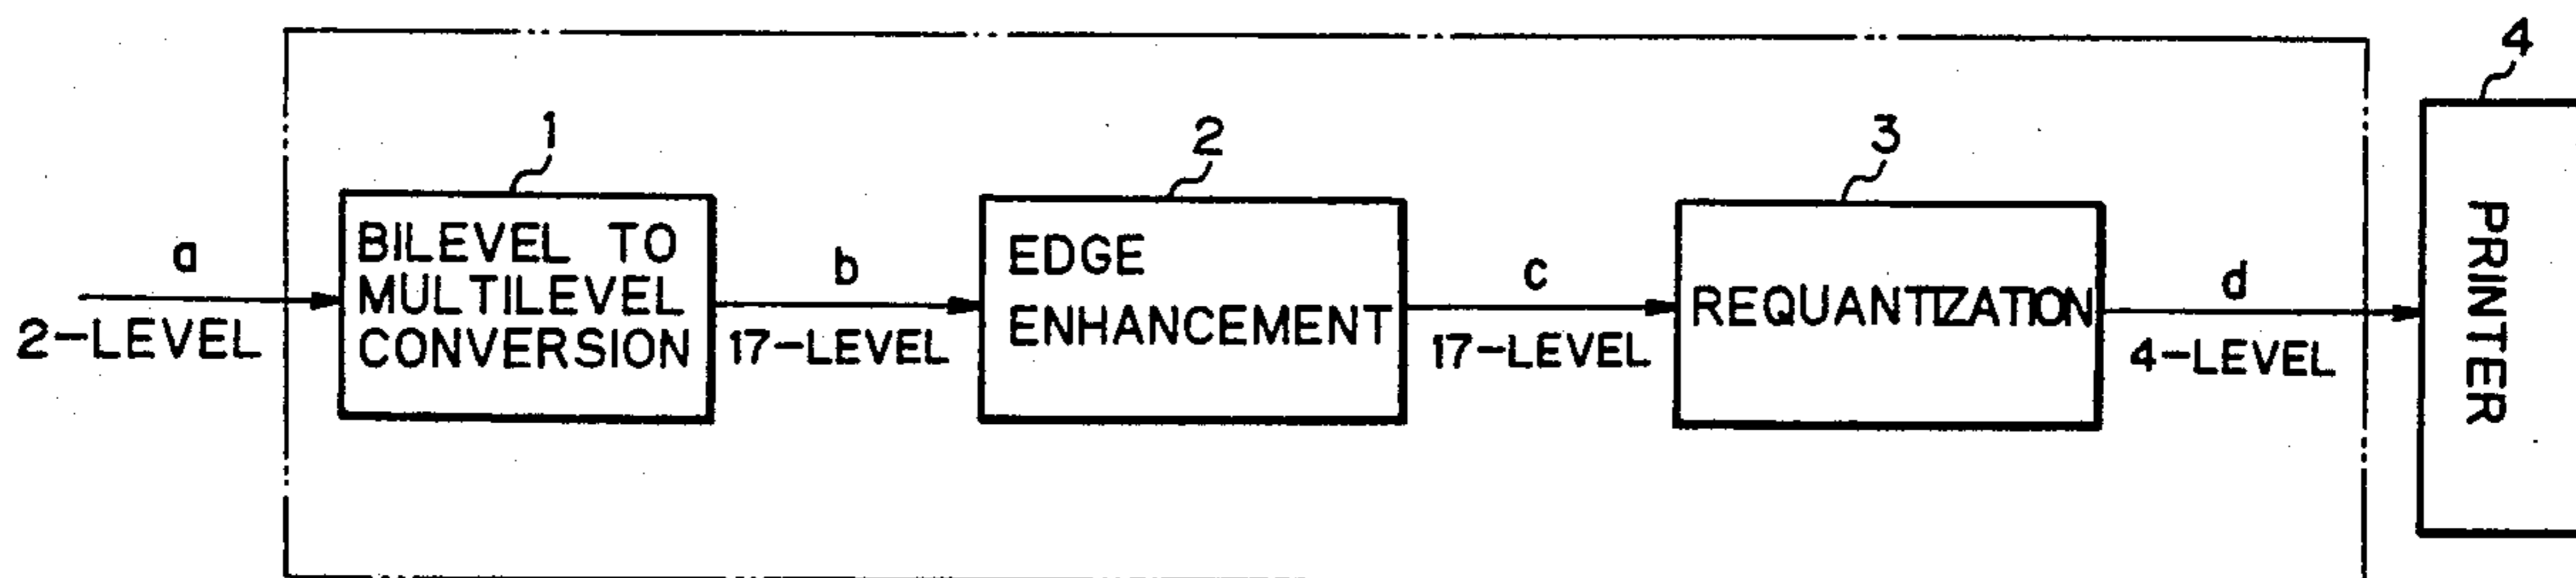 4
1
2
3
a
2-LEVEL
BILEVEL TO
MULTILEVEL
CONVERSION
b
17-LEVEL
EDGE
ENHANCEMENT
c
17-LEVEL
REQUANTIZATION
d
4-LEVEL
PRINTER